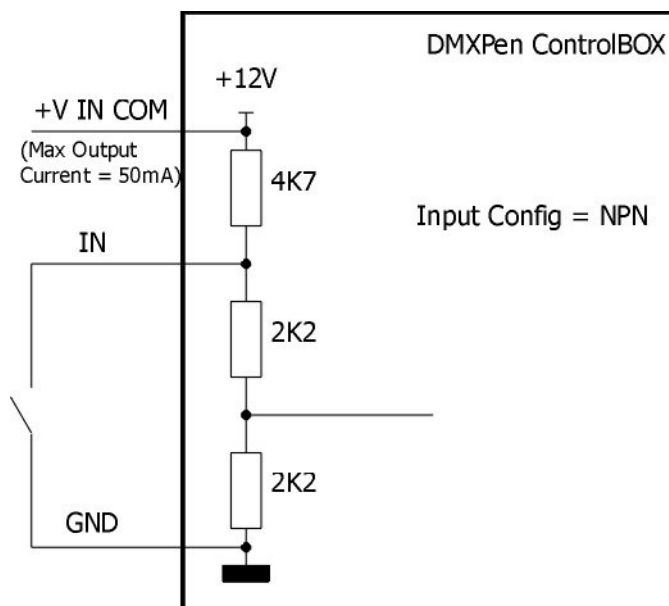 DMXPen ControlBOX
+12V
+V IN COM
(Max Output
Current = 50mA)
4K7
Input Config = NPN
IN
2K2
2K2
GND